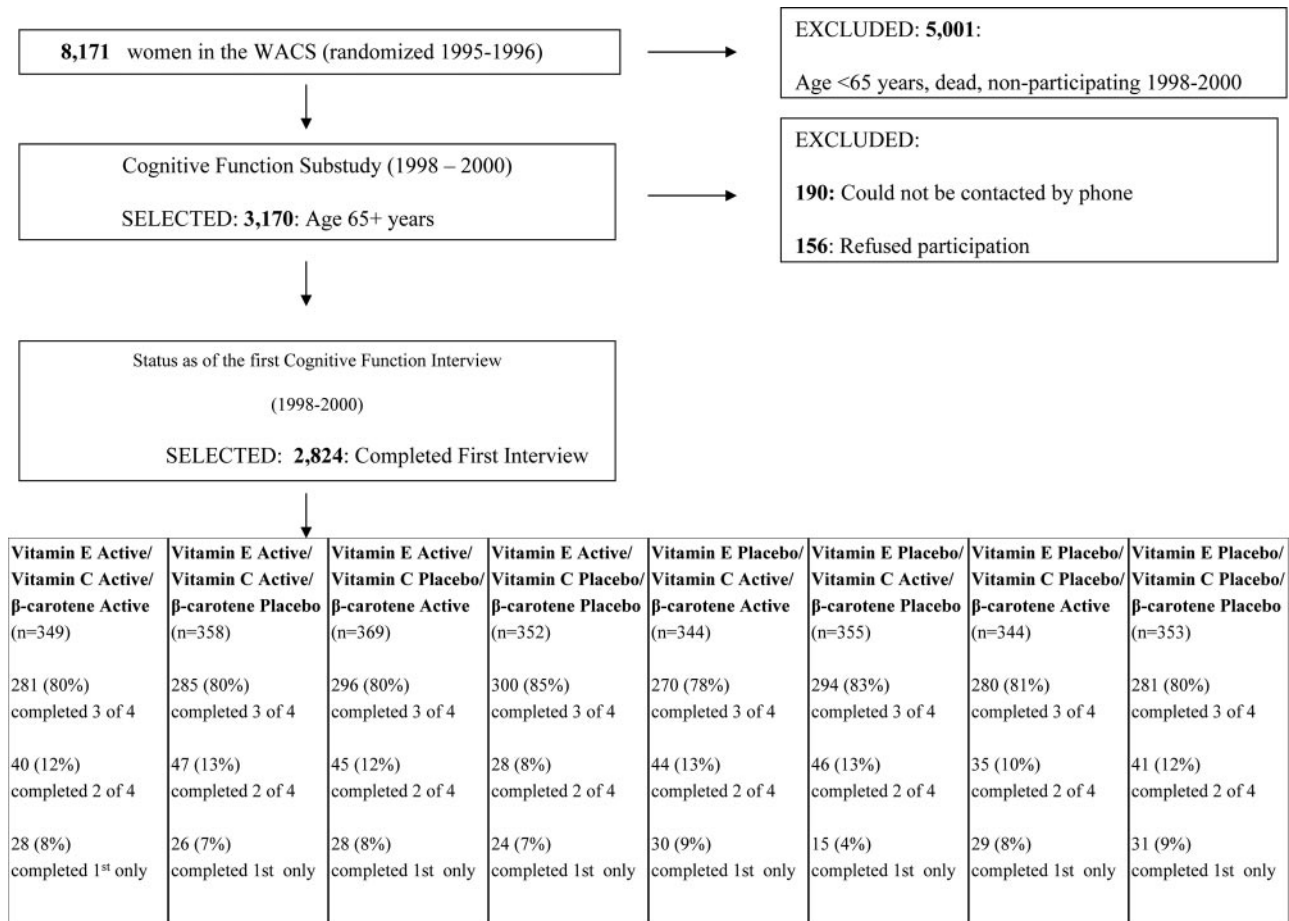 8,171 women in the WACS (randomized 1995-1996)
EXCLUDED: 5,001:
Age <65 years, dead, non-participating 1998-2000
Cognitive Function Substudy (1998 – 2000)
SELECTED: 3,170: Age 65+ years
EXCLUDED:
190: Could not be contacted by phone
156: Refused participation
Status as of the first Cognitive Function Interview
(1998-2000)
SELECTED: 2,824: Completed First Interview
Vitamin E Active/
Vitamin C Active/
β-carotene Active
(n=349)
281 (80%)
completed 3 of 4
40 (12%)
completed 2 of 4
28 (8%)
completed 1st only
Vitamin E Active/
Vitamin C Active/
β-carotene Placebo
(n=358)
285 (80%)
completed 3 of 4
47 (13%)
completed 2 of 4
26 (7%)
completed 1st only
Vitamin E Active/
Vitamin C Placebo/
β-carotene Active
(n=369)
296 (80%)
completed 3 of 4
45 (12%)
completed 2 of 4
28 (8%)
completed 1st only
Vitamin E Active/
Vitamin C Placebo/
β-carotene Placebo
(n=352)
300 (85%)
completed 3 of 4
28 (8%)
completed 2 of 4
24 (7%)
completed 1st only
Vitamin E Placebo/
Vitamin C Active/
β-carotene Active
(n=344)
270 (78%)
completed 3 of 4
44 (13%)
completed 2 of 4
30 (9%)
completed 1st only
Vitamin E Placebo/
Vitamin C Active/
β-carotene Placebo
(n=355)
294 (83%)
completed 3 of 4
46 (13%)
completed 2 of 4
15 (4%)
completed 1st only
Vitamin E Placebo/
Vitamin C Placebo/
β-carotene Active
(n=344)
280 (81%)
completed 3 of 4
35 (10%)
completed 2 of 4
29 (8%)
completed 1st only
Vitamin E Placebo/
Vitamin C Placebo/
β-carotene Placebo
(n=353)
281 (80%)
completed 3 of 4
41 (12%)
completed 2 of 4
31 (9%)
completed 1st only